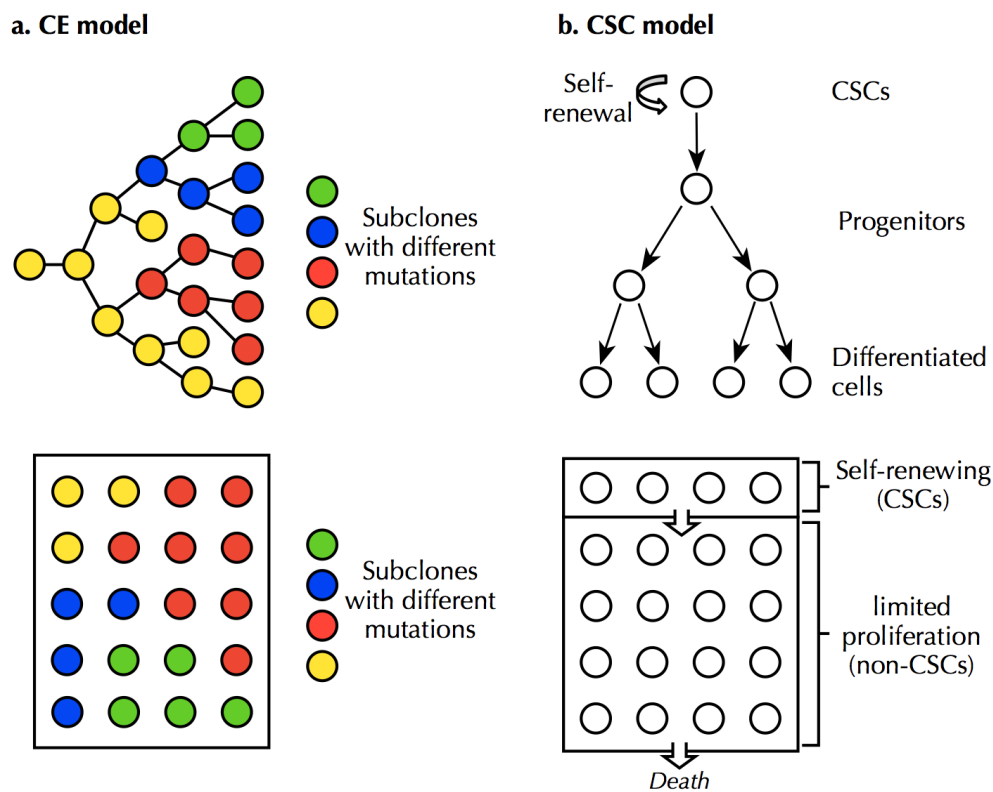 a. CE model
Subclones
with different
mutations
Subclones
with different
mutations
b. CSC model
Self-
renewal
CSCs
Progenitors
Differentiated
cells
Self-renewing
(CSCs)
limited
proliferation
(non-CSCs)
Death